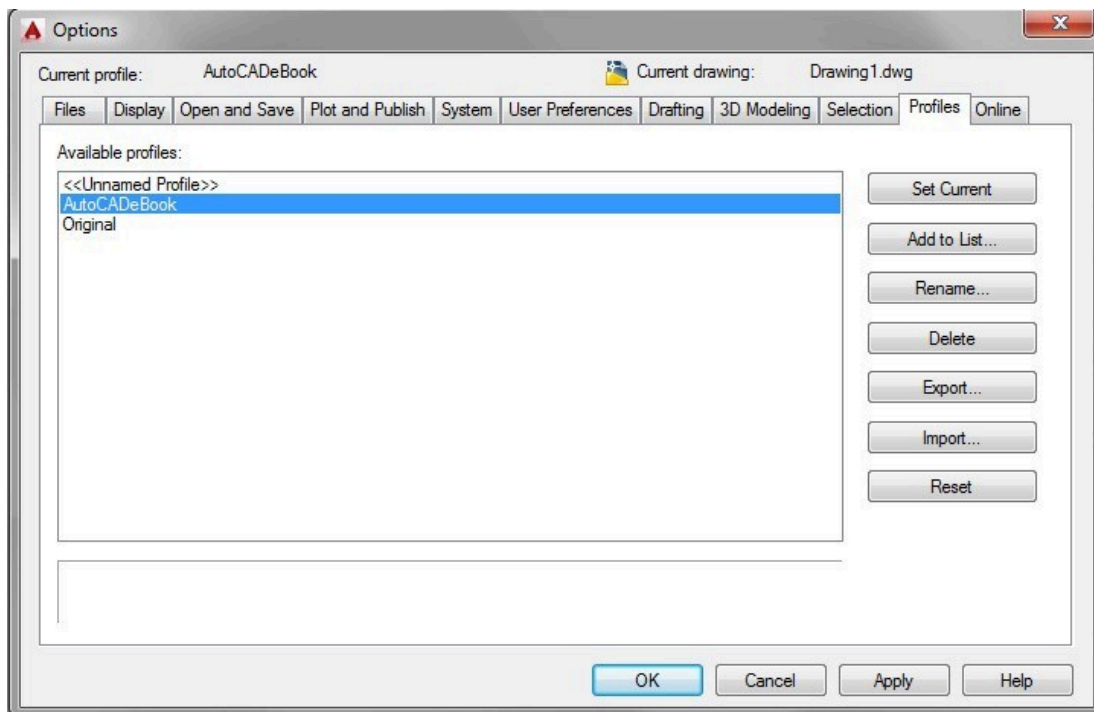 Options
Current profile: AutoCADeBook Current drawing: Drawing1.dwg
Files Display Open and Save Plot and Publish System User Preferences Drafting 3D Modeling Selection Profiles Online
Available profiles:
<<Unnamed Profile>>
AutoCADeBook
Original
Set Current
Add to List...
Rename...
Delete
Export...
Import...
Reset
OK Cancel Apply Help